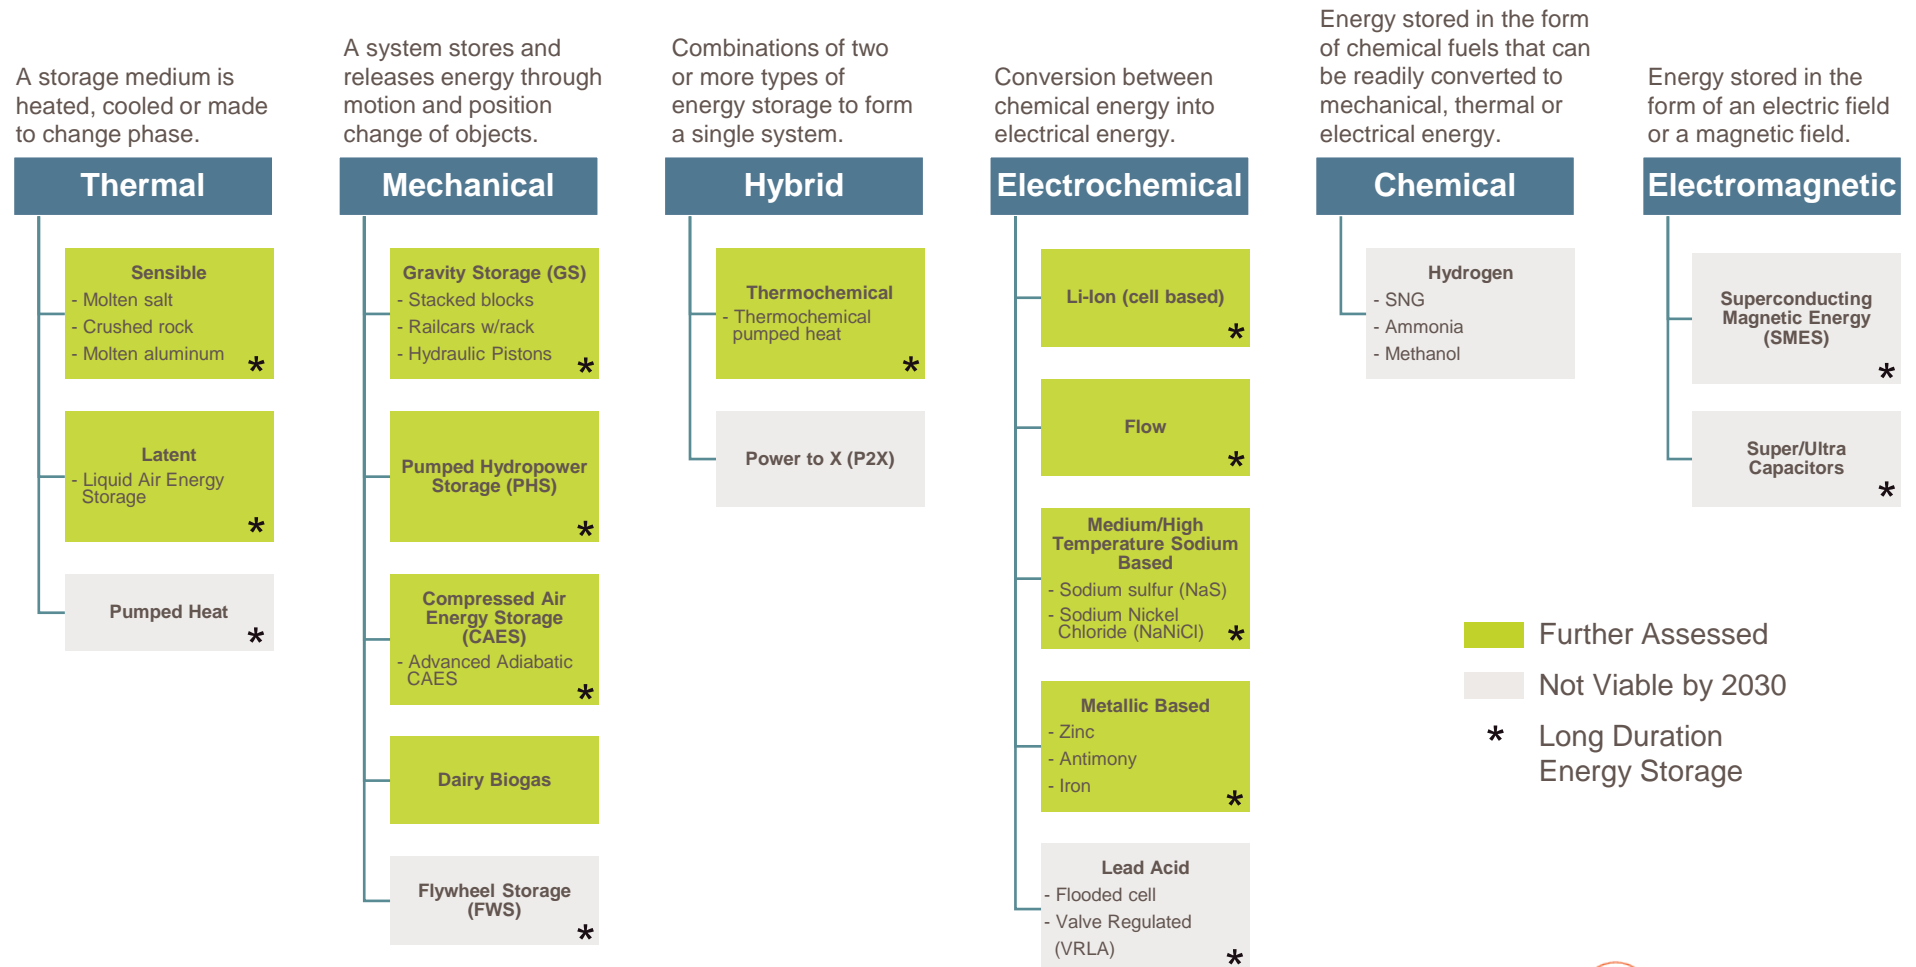 A storage medium is
heated, cooled or made
to change phase.
Thermal
Sensible
- Molten salt
- Crushed rock
- Molten aluminum
*
Latent
- Liquid Air Energy
Storage
*
Pumped Heat
*
A system stores and
releases energy through
motion and position
change of objects.
Mechanical
Gravity Storage (GS)
- Stacked blocks
- Railcars w/rack
- Hydraulic Pistons
*
Pumped Hydropower
Storage (PHS)
*
Compressed Air
Energy Storage
(CAES)
- Advanced Adiabatic
CAES
*
Dairy Biogas
Flywheel Storage
(FWS)
*
Combinations of two
or more types of
energy storage to form
a single system.
Hybrid
Thermochemical
- Thermochemical
pumped heat
*
Power to X (P2X)
Conversion between
chemical energy into
electrical energy.
Electrochemical
Li-Ion (cell based)
*
Flow
*
Medium/High
Temperature Sodium
Based
- Sodium sulfur (NaS)
- Sodium Nickel
Chloride (NaNiCl)
*
Metallic Based
- Zinc
- Antimony
- Iron
*
Lead Acid
- Flooded cell
- Valve Regulated
(VRLA)
*
Energy stored in the form
of chemical fuels that can
be readily converted to
mechanical, thermal or
electrical energy.
Chemical
Hydrogen
- SNG
- Ammonia
- Methanol
Energy stored in the
form of an electric field
or a magnetic field.
Electromagnetic
Superconducting
Magnetic Energy
(SMES)
*
Super/Ultra
Capacitors
*
Further Assessed
Not Viable by 2030
* Long Duration
Energy Storage